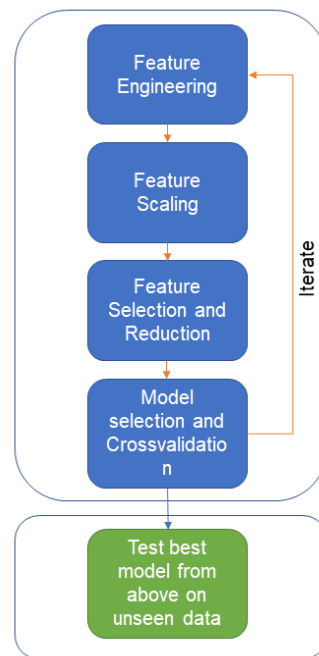 Feature
Engineering
Feature
Scaling
Feature
Selection and
Reduction
Model
selection and
Crossvalidatio
n
Iterate
Test best
model from
above on
unseen data